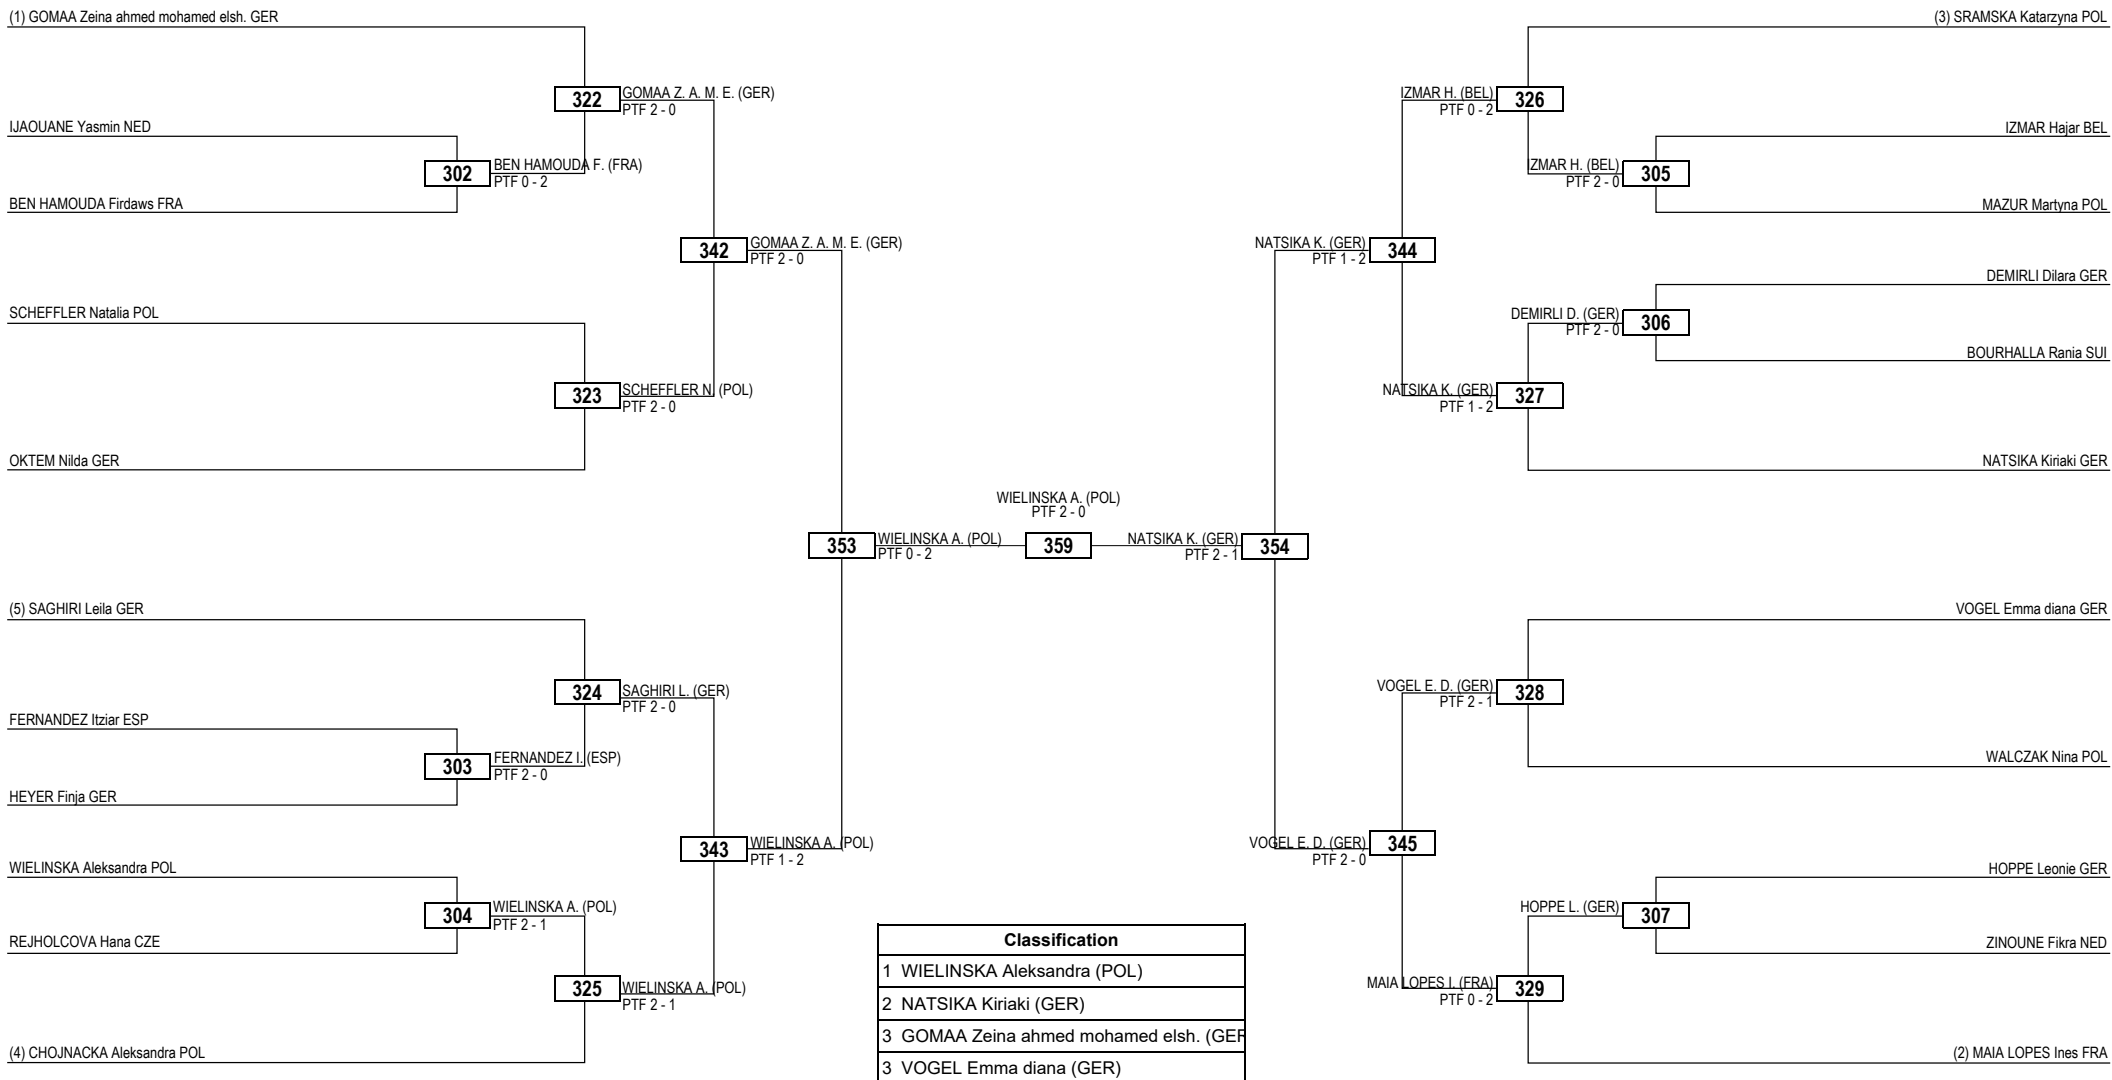 (1) GOMAA Zeina ahmed mohamed elsh. GER
322
GOMAA Z. A. M. E. (GER)
PTF 2 - 0
IJAOUANE Yasmin NED
302
BEN HAMOUDA F. (FRA)
PTF 0 - 2
BEN HAMOUDA Firdaws FRA
342
GOMAA Z. A. M. E. (GER)
PTF 2 - 0
SCHEFFLER Natalia POL
323
SCHEFFLER N. (POL)
PTF 2 - 0
OKTEM Nilda GER
353
WIELINSKA A. (POL)
PTF 0 - 2
(5) SAGHIRI Leila GER
324
SAGHIRI L. (GER)
PTF 2 - 0
FERNANDEZ Itziar ESP
303
FERNANDEZ I. (ESP)
PTF 2 - 0
HEYER Finja GER
343
WIELINSKA A. (POL)
PTF 1 - 2
WIELINSKA Aleksandra POL
304
WIELINSKA A. (POL)
PTF 2 - 1
REJHOLCOVA Hana CZE
325
WIELINSKA A. (POL)
PTF 2 - 1
(4) CHOJNACKA Aleksandra POL
WIELINSKA A. (POL)
PTF 2 - 0
359
(3) SRAMSKA Katarzyna POL
IZMAR H. (BEL)
PTF 0 - 2
326
IZMAR Hajar BEL
IZMAR H. (BEL)
PTF 2 - 0
305
MAZUR Martyna POL
NATSIKA K. (GER)
PTF 1 - 2
344
DEMIRLI Dilara GER
DEMIRLI D. (GER)
PTF 2 - 0
306
BOURHALLA Rania SUI
NATSIKA K. (GER)
PTF 1 - 2
327
NATSIKA Kiriaki GER
NATSIKA K. (GER)
PTF 2 - 1
354
VOGEL Emma diana GER
VOGEL E. D. (GER)
PTF 2 - 1
328
WALCZAK Nina POL
VOGEL E. D. (GER)
PTF 2 - 0
345
HOPPE Leonie GER
HOPPE L. (GER)
307
ZINOUNE Fikra NED
MAIA LOPES I. (FRA)
PTF 0 - 2
329
(2) MAIA LOPES Ines FRA
Classification
1 WIELINSKA Aleksandra (POL)
2 NATSIKA Kiriaki (GER)
3 GOMAA Zeina ahmed mohamed elsh. (GER
3 VOGEL Emma diana (GER)